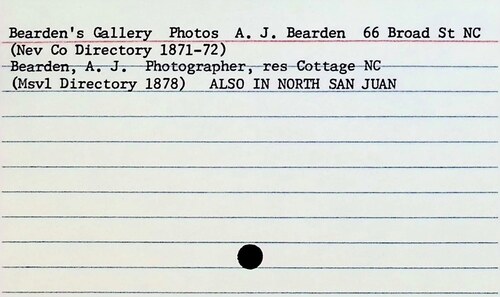 Bearden's Gallery  Photos  A. J. Bearden  66 Broad St NC
(Nev Co Directory 1871-72)
Bearden, A. J.  Photographer, res Cottage NC
(Msvl Directory 1878)  ALSO IN NORTH SAN JUAN